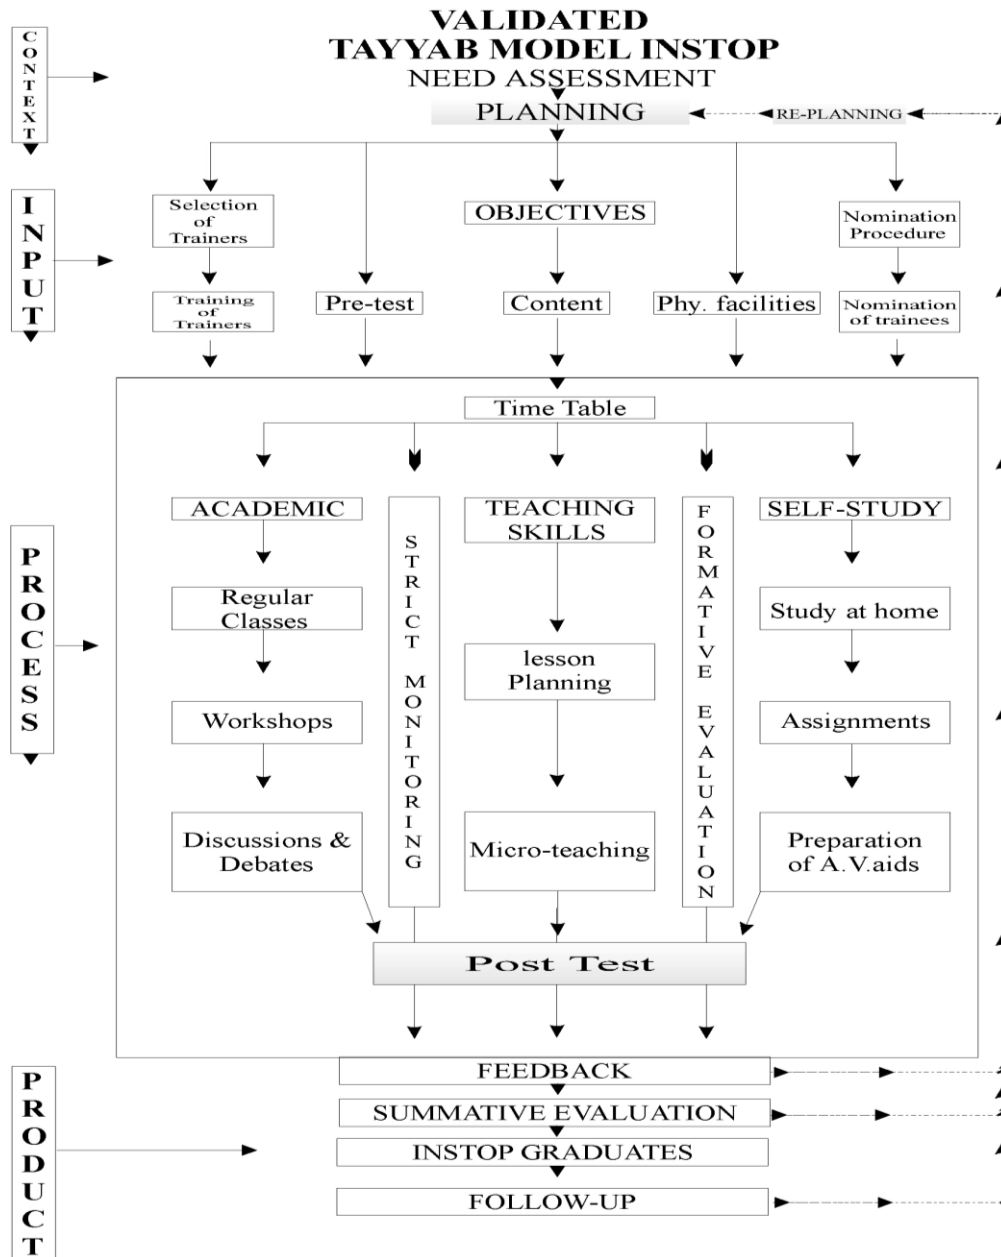 VALIDATED
TAYYAB MODEL INSTOP
NEED ASSESSMENT
CONTEXT
PLANNING
RE-PLANNING
INPUT
Selection
of
Trainers
OBJECTIVES
Nomination
Procedure
Training
of
Trainers
Pre-test
Content
Phy. facilities
Nomination
of trainees
Time Table
PROCESS
ACADEMIC
STRICT MONITORING
TEACHING
SKILLS
FORMATIVE EVALUATION
SELF-STUDY
Regular
Classes
lesson
Planning
Study at home
Workshops
Assignments
Discussions &
Debates
Micro-teaching
Preparation
of A.V.aids
Post Test
PRODUCT
FEEDBACK
SUMMATIVE EVALUATION
INSTOP GRADUATES
FOLLOW-UP